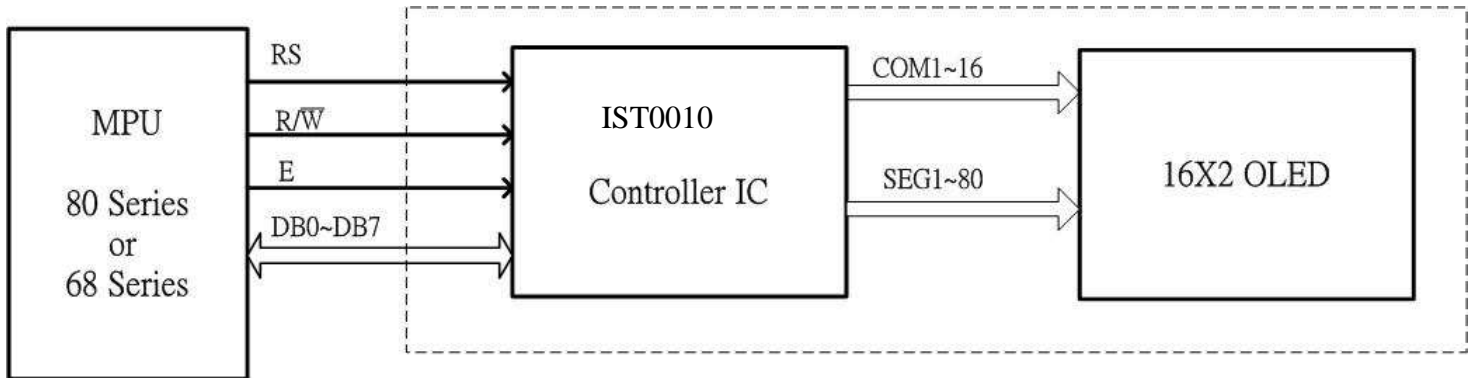 MPU
80 Series
or
68 Series
RS
R/W̅
E
DB0~DB7
IST0010
Controller IC
COM1~16
SEG1~80
16X2 OLED